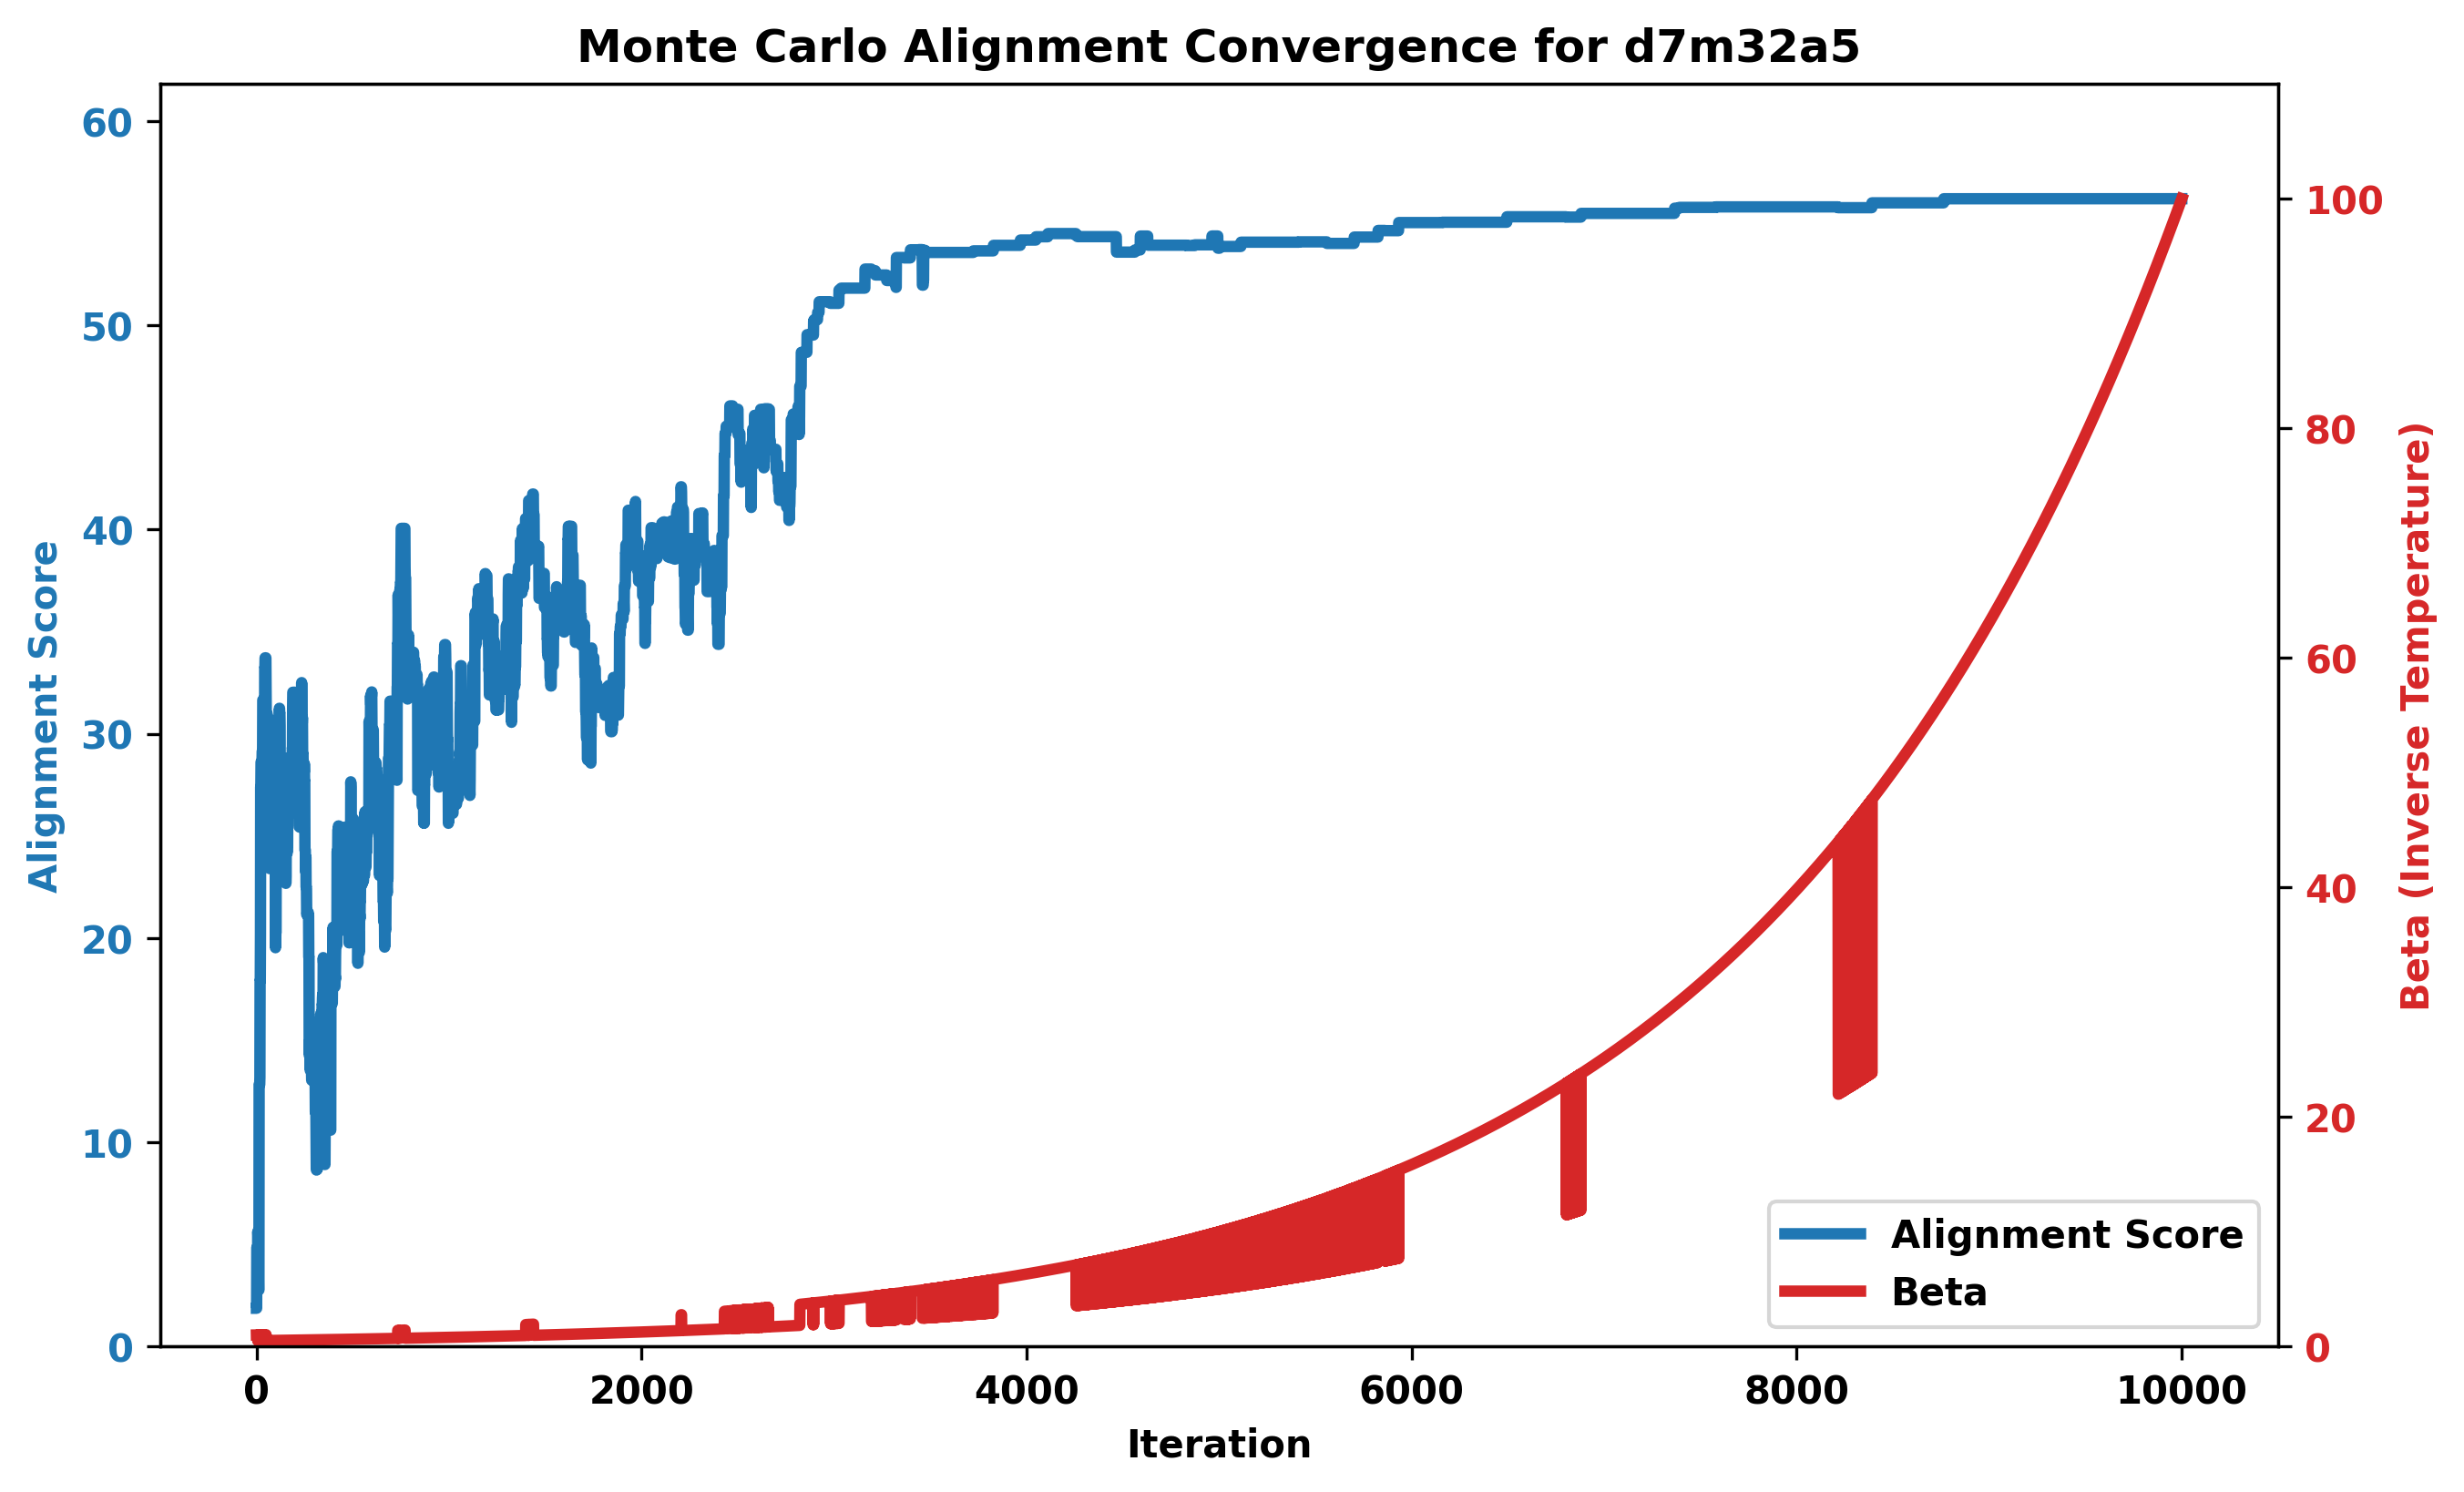 Monte Carlo Alignment Convergence for d7m32a5
60
50
40
30
20
10
0
Alignment Score
100
80
60
40
20
0
Beta (Inverse Temperature)
Alignment Score
Beta
0 2000 4000 6000 8000 10000
Iteration